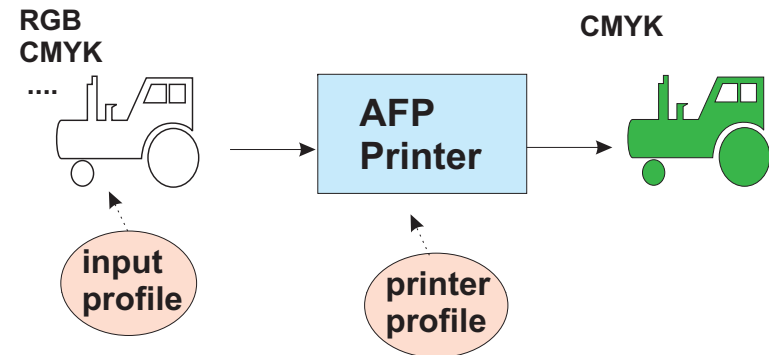 RGB
CMYK
....
CMYK
AFP
Printer
input
profile
printer
profile